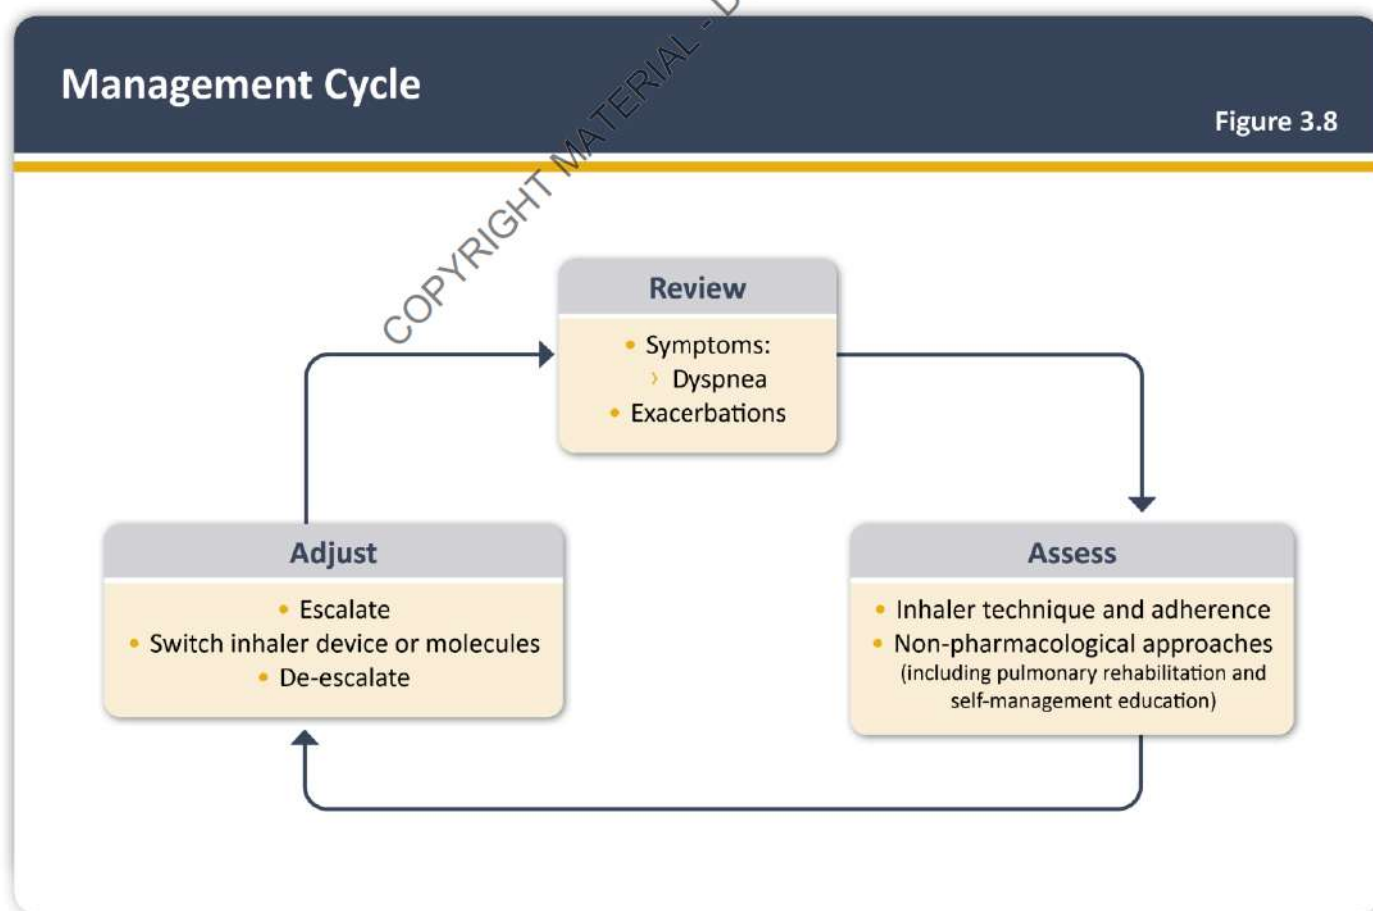 Management Cycle
Figure 3.8
COPYRIGHT MATERIAL - D
Review
• Symptoms:
› Dyspnea
• Exacerbations
Adjust
• Escalate
• Switch inhaler device or molecules
• De-escalate
Assess
• Inhaler technique and adherence
• Non-pharmacological approaches
(including pulmonary rehabilitation and
self-management education)